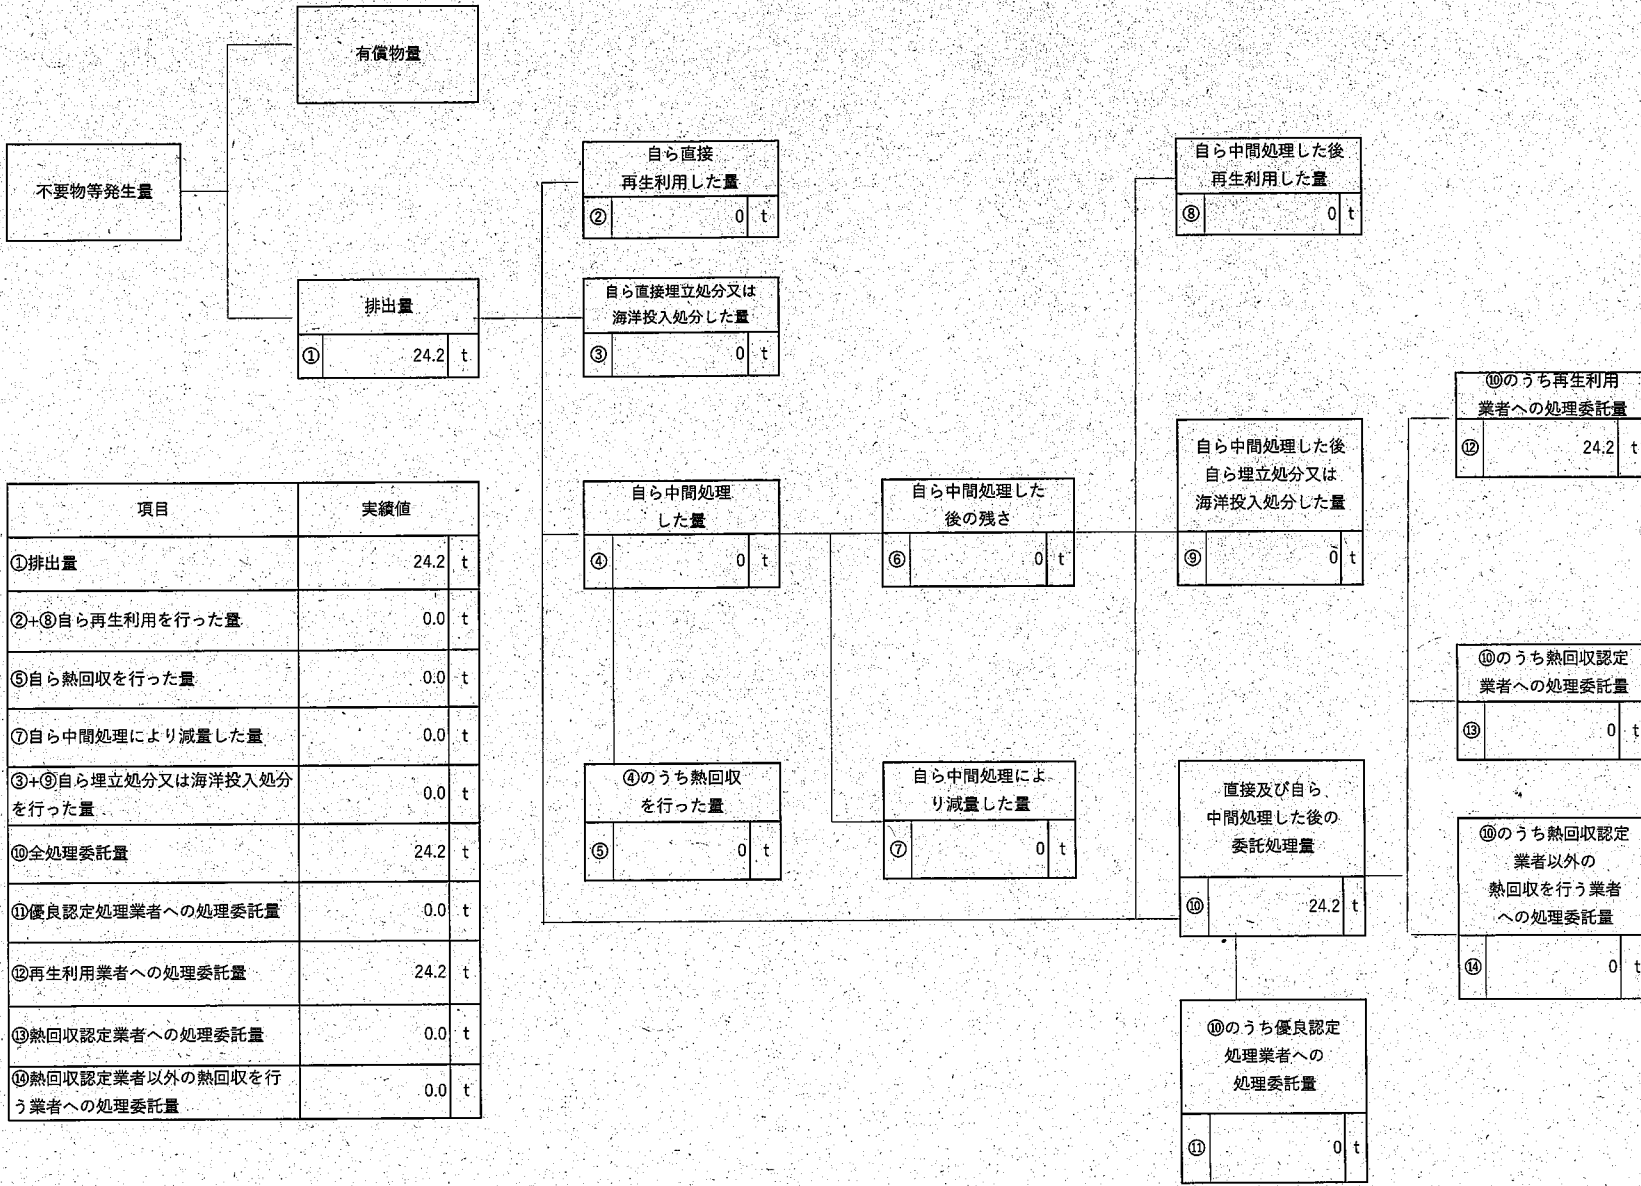 有償物量
不要物等発生量
排出量
① 24.2 t
自ら直接
再生利用した量
② 0 t
自ら直接埋立処分又は
海洋投入処分した量
③ 0 t
自ら中間処理
した量
④ 0 t
④のうち熱回収
を行った量
⑤ 0 t
自ら中間処理した
後の残さ
⑥ 0 t
自ら中間処理によ
り減量した量
⑦ 0 t
自ら中間処理した後
再生利用した量
⑧ 0 t
自ら中間処理した後
自ら埋立処分又は
海洋投入処分した量
⑨ 0 t
直接及び自ら
中間処理した後の
委託処理量
⑩ 24.2 t
⑩のうち優良認定
処理業者への
処理委託量
⑪ 0 t
⑩のうち再生利用
業者への処理委託量
⑫ 24.2 t
⑩のうち熱回収認定
業者への処理委託量
⑬ 0 t
⑩のうち熱回収認定
業者以外の
熱回収を行う業者
への処理委託量
⑭ 0 t
項目 実績値
①排出量 24.2 t
②+⑧自ら再生利用を行った量 0.0 t
⑤自ら熱回収を行った量 0.0 t
⑦自ら中間処理により減量した量 0.0 t
③+⑨自ら埋立処分又は海洋投入処分
を行った量 0.0 t
⑩全処理委託量 24.2 t
⑪優良認定処理業者への処理委託量 0.0 t
⑫再生利用業者への処理委託量 24.2 t
⑬熱回収認定業者への処理委託量 0.0 t
⑭熱回収認定業者以外の熱回収を行
う業者への処理委託量 0.0 t